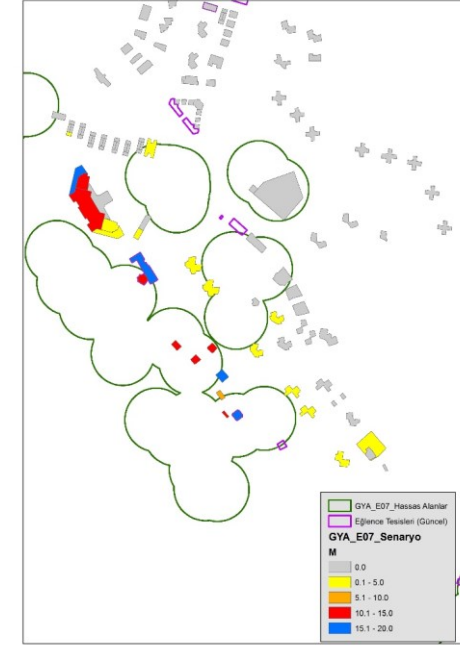 GYA_E07_Hassas Alanlar
Eğlence Tesisleri (Güncel)
GYA_E07_Senaryo
M
0.0
0.1 - 5.0
5.1 - 10.0
10.1 - 15.0
15.1 - 20.0